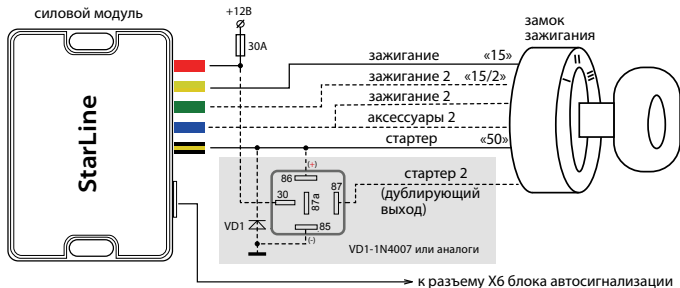 силовой модуль
+12В
30А
замок
зажигания
StarLine
зажигание «15»
зажигание 2 «15/2»
зажигание 2
аксессуары 2
стартер «50»
(+)
86
30
87а
87
85
(-)
VD1
стартер 2
(дублирующий
выход)
VD1-1N4007 или аналоги
к разъему Х6 блока автосигнализации